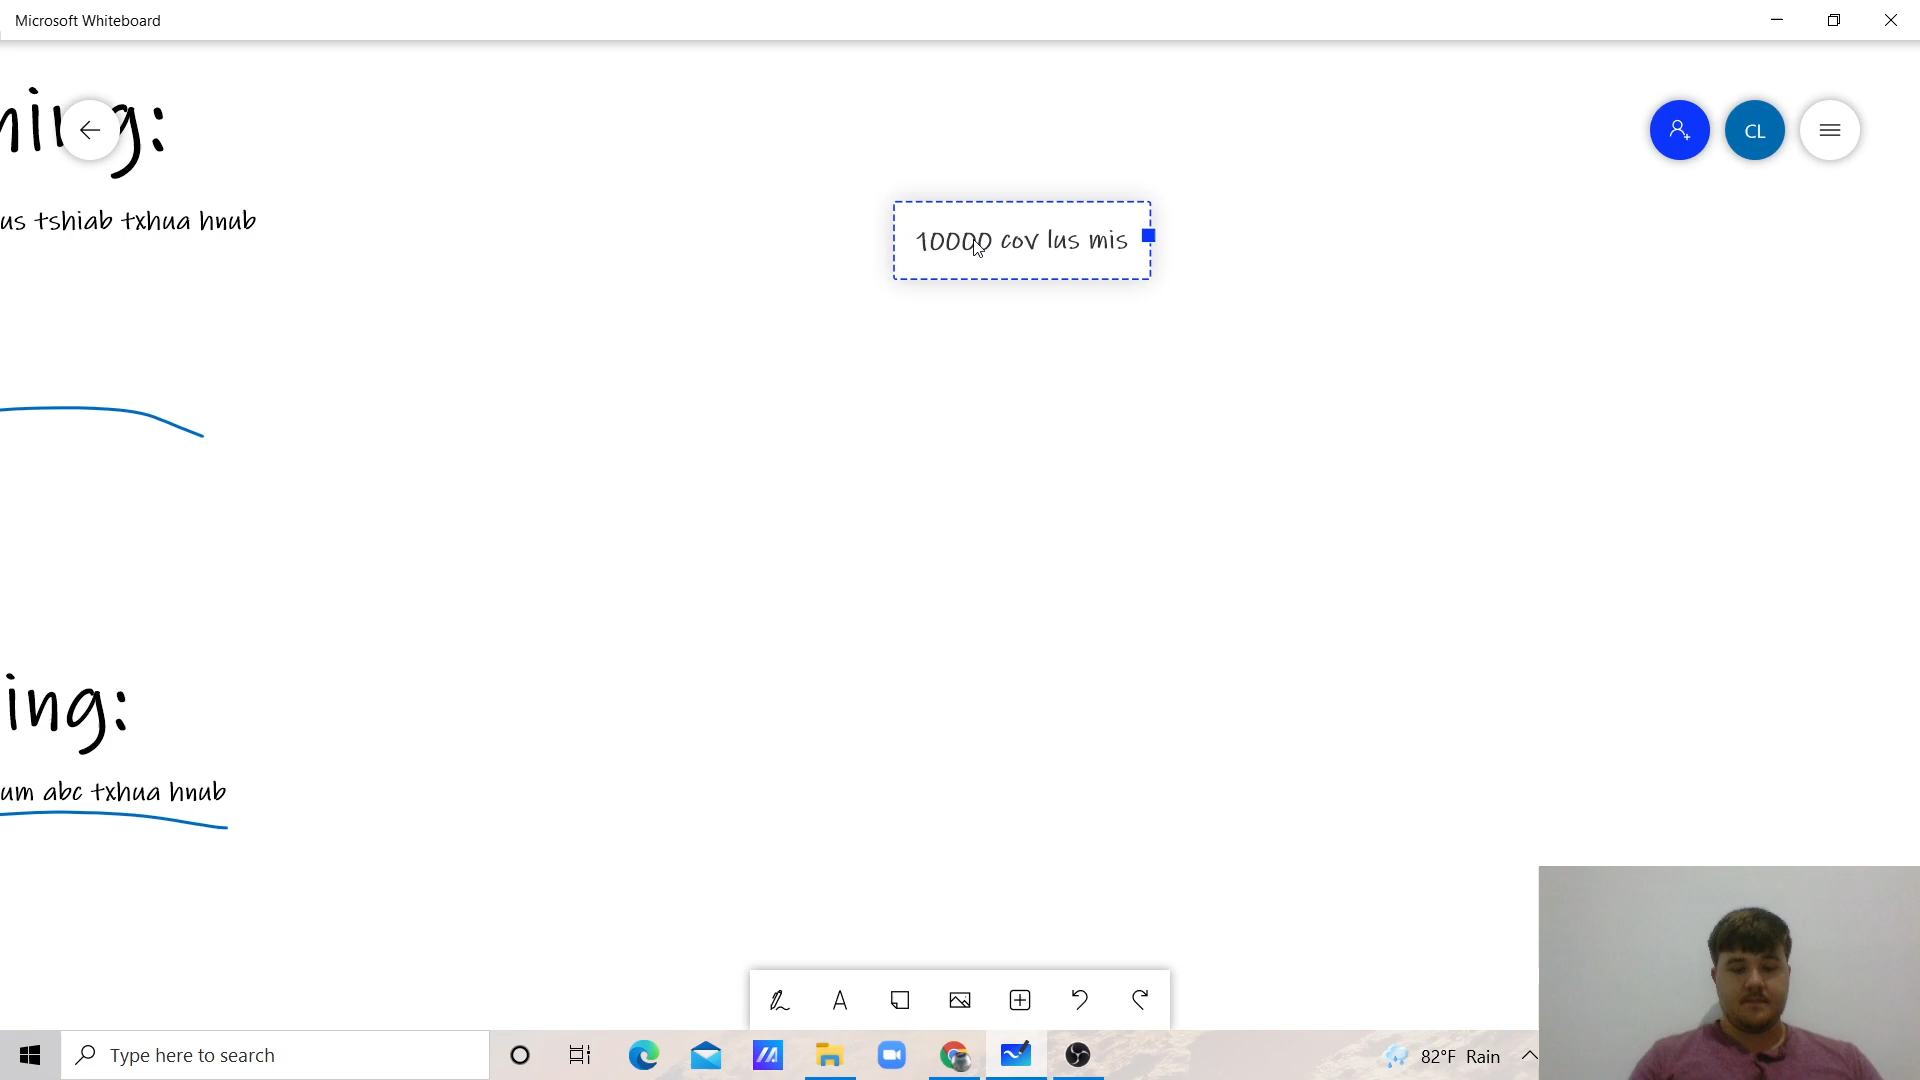 Microsoft Whiteboard
ning:
CL
us tshiab txhua hnub
10000 cov lus mis
ing:
um abc txhua hnub
Type here to search
82°F Rain